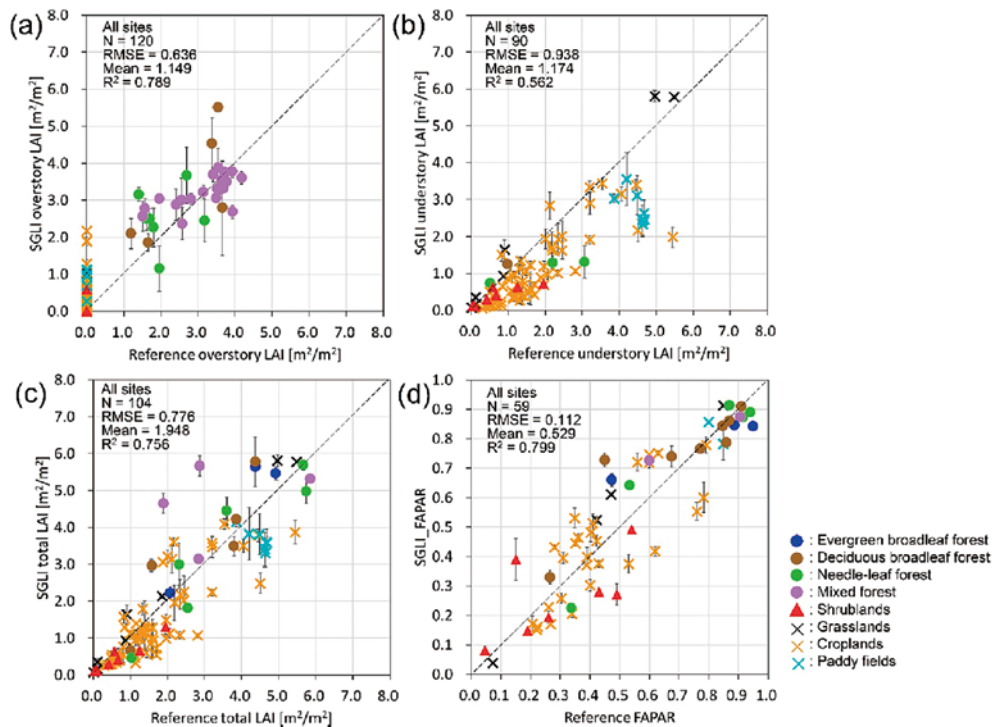 (a)
All sites
N = 120
RMSE = 0.636
Mean = 1.149
R² = 0.789
8.0
7.0
6.0
5.0
4.0
3.0
2.0
1.0
0.0
SGLI overstory LAI [m²/m²]
0.0 1.0 2.0 3.0 4.0 5.0 6.0 7.0 8.0
Reference overstory LAI [m²/m²]
(b)
All sites
N = 90
RMSE = 0.938
Mean = 1.174
R² = 0.562
8.0
7.0
6.0
5.0
4.0
3.0
2.0
1.0
0.0
SGLI understory LAI [m²/m²]
0.0 1.0 2.0 3.0 4.0 5.0 6.0 7.0 8.0
Reference understory LAI [m²/m²]
(c)
All sites
N = 104
RMSE = 0.776
Mean = 1.948
R² = 0.756
8.0
7.0
6.0
5.0
4.0
3.0
2.0
1.0
0.0
SGLI total LAI [m²/m²]
0.0 1.0 2.0 3.0 4.0 5.0 6.0 7.0 8.0
Reference total LAI [m²/m²]
(d)
All sites
N = 59
RMSE = 0.112
Mean = 0.529
R² = 0.799
1.0
0.9
0.8
0.7
0.6
0.5
0.4
0.3
0.2
0.1
0.0
SGLI_FAPAR
0.0 0.1 0.2 0.3 0.4 0.5 0.6 0.7 0.8 0.9 1.0
Reference FAPAR
: Evergreen broadleaf forest
: Deciduous broadleaf forest
: Needle-leaf forest
: Mixed forest
: Shrublands
: Grasslands
: Croplands
: Paddy fields